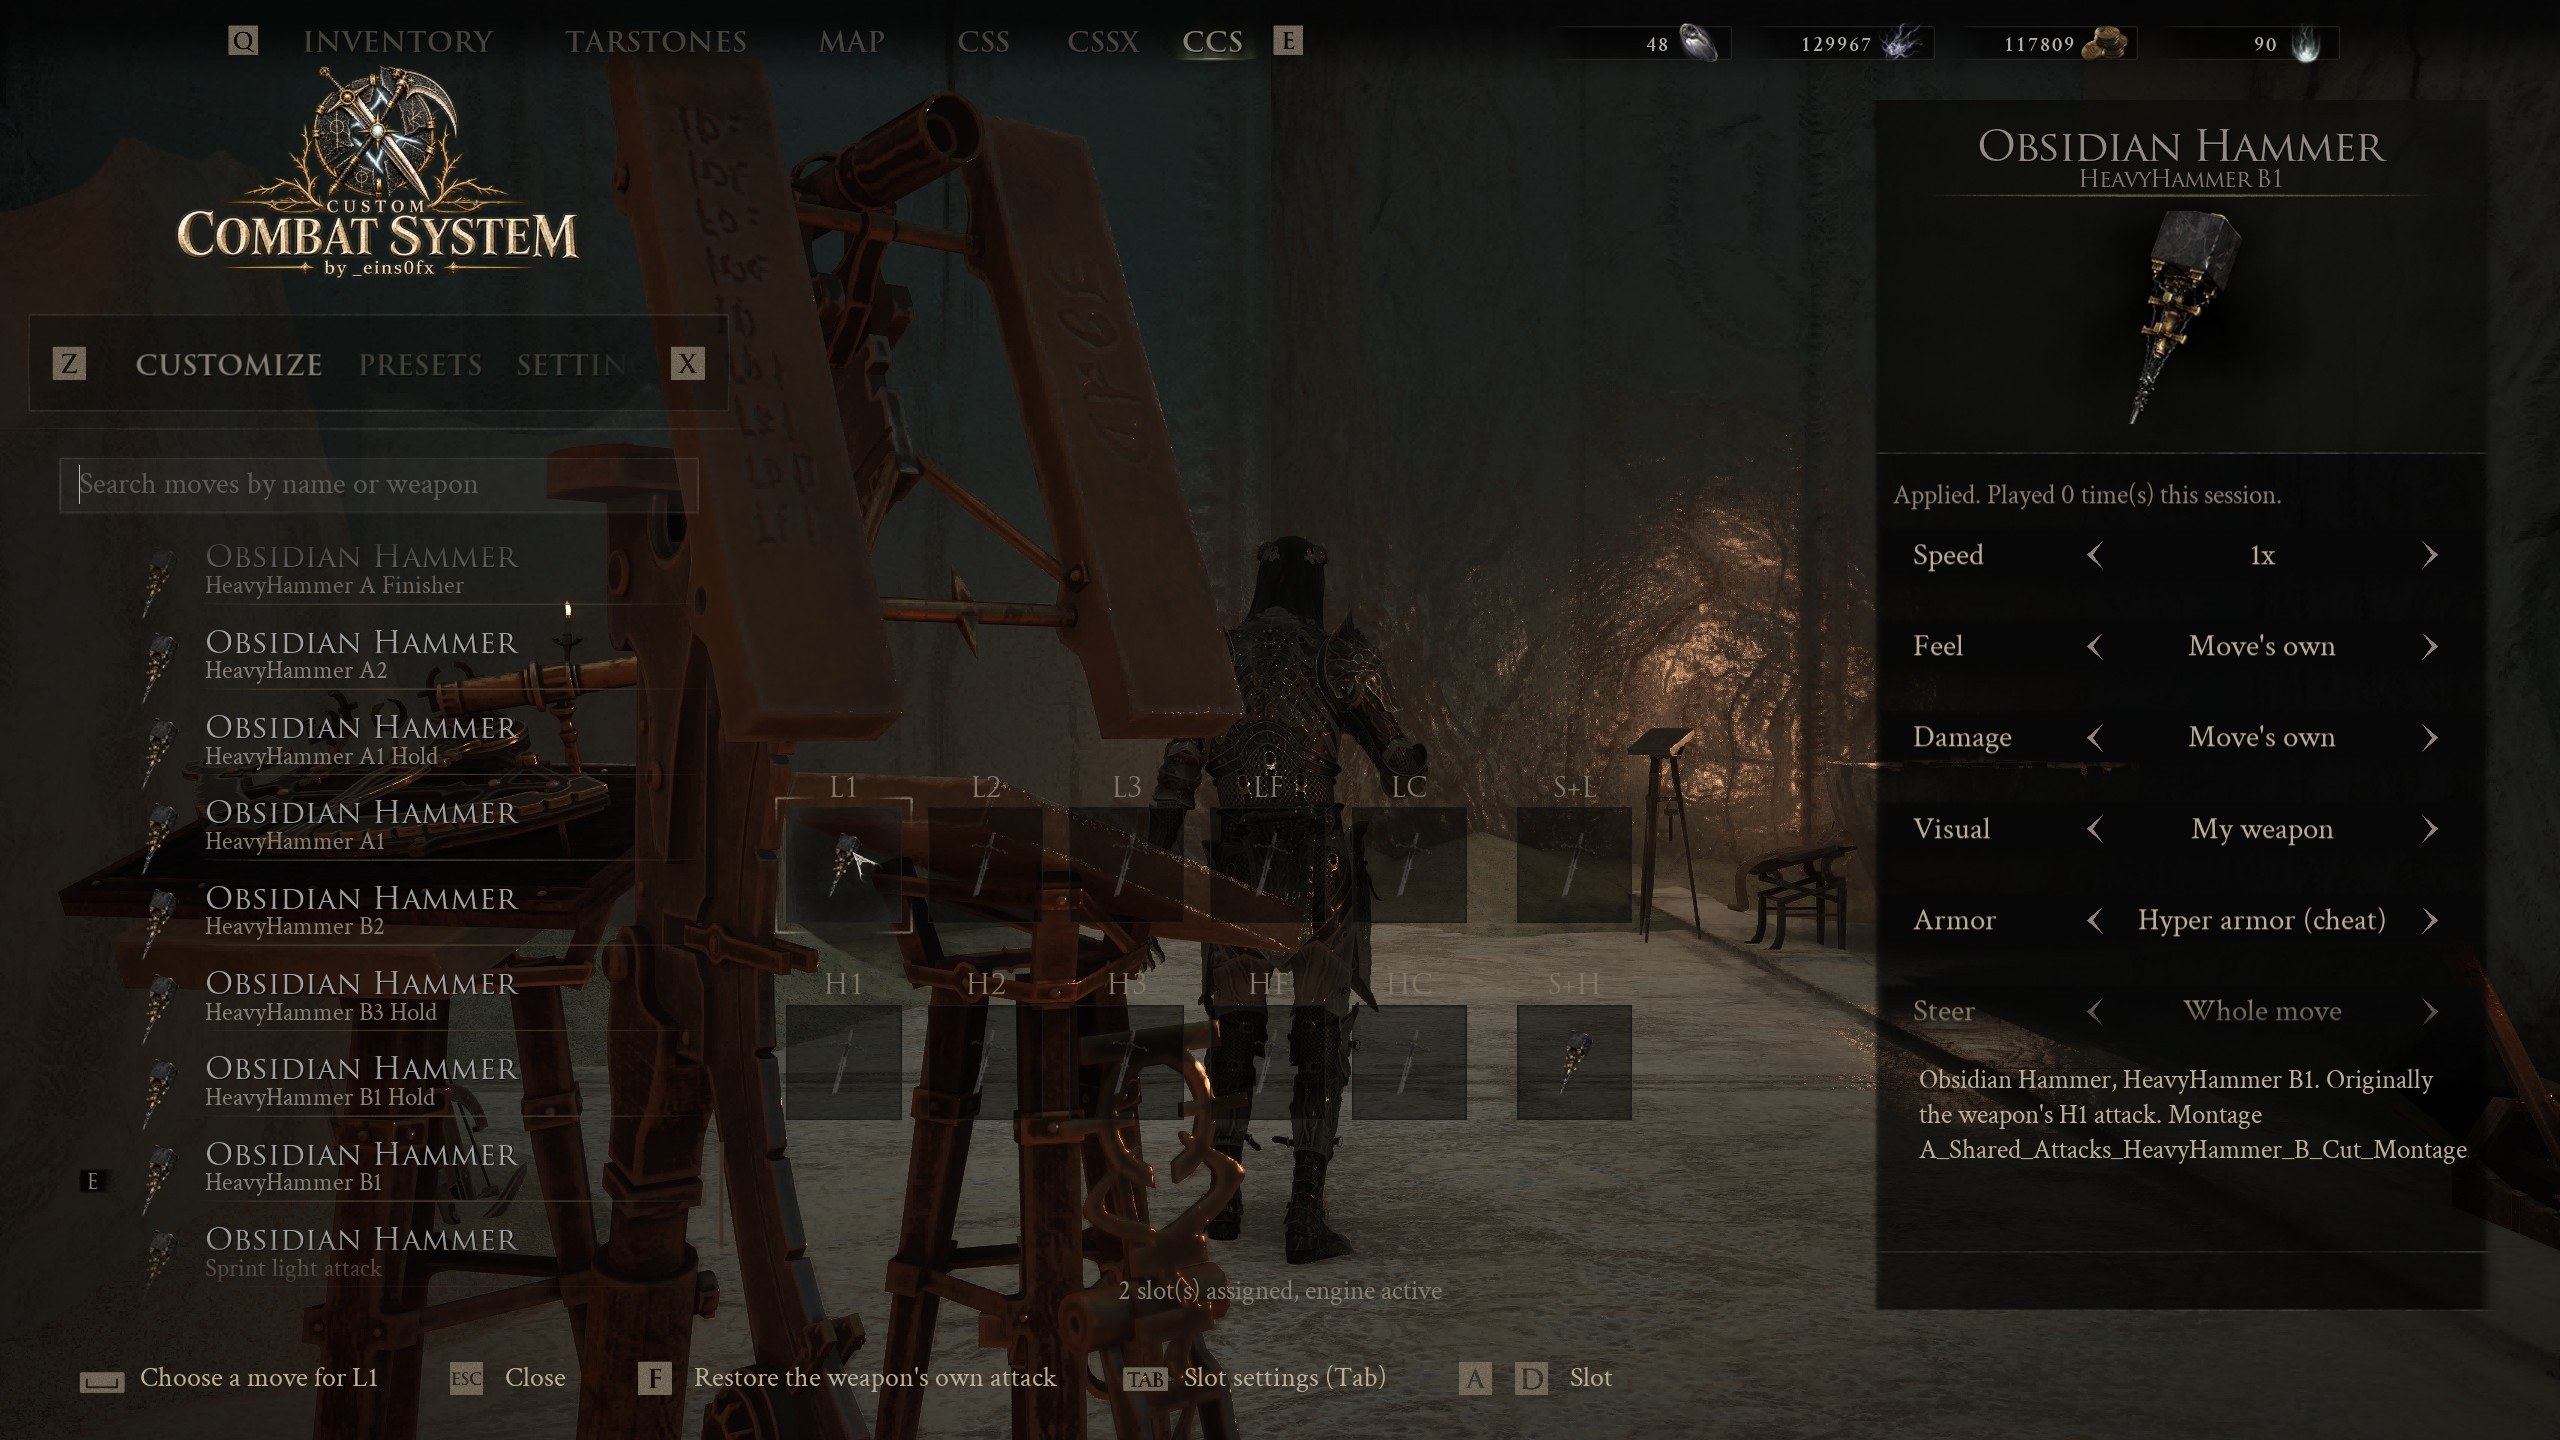 Q INVENTORY TARSTONES MAP CSS CSSX CCS E
48 129967 117809 90
CUSTOM
COMBAT SYSTEM
by _eins0fx
Z CUSTOMIZE PRESETS SETTIN X
Search moves by name or weapon
OBSIDIAN HAMMER
HeavyHammer A Finisher
OBSIDIAN HAMMER
HeavyHammer A2
OBSIDIAN HAMMER
HeavyHammer A1 Hold
OBSIDIAN HAMMER
HeavyHammer A1
OBSIDIAN HAMMER
HeavyHammer B2
OBSIDIAN HAMMER
HeavyHammer B3 Hold
OBSIDIAN HAMMER
HeavyHammer B1 Hold
E
OBSIDIAN HAMMER
HeavyHammer B1
OBSIDIAN HAMMER
Sprint light attack
L1 L2 L3 LF LC S+L
H1 H2 H3 HF HC S+H
2 slot(s) assigned, engine active
OBSIDIAN HAMMER
HEAVYHAMMER B1
Applied. Played 0 time(s) this session.
Speed 1x
Feel Move's own
Damage Move's own
Visual My weapon
Armor Hyper armor (cheat)
Steer Whole move
Obsidian Hammer, HeavyHammer B1. Originally
the weapon's H1 attack. Montage
A_Shared_Attacks_HeavyHammer_B_Cut_Montage
Choose a move for L1 ESC Close F Restore the weapon's own attack TAB Slot settings (Tab) A D Slot